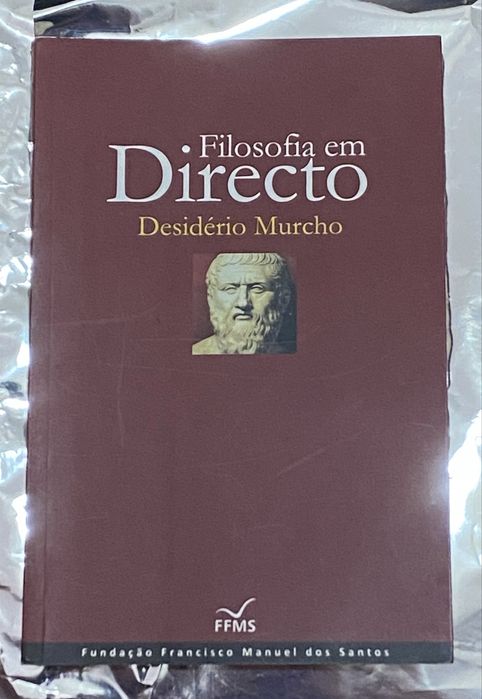 Filosofia em
Directo
Desidério Murcho
FFMS
Fundação Francisco Manuel dos Santos